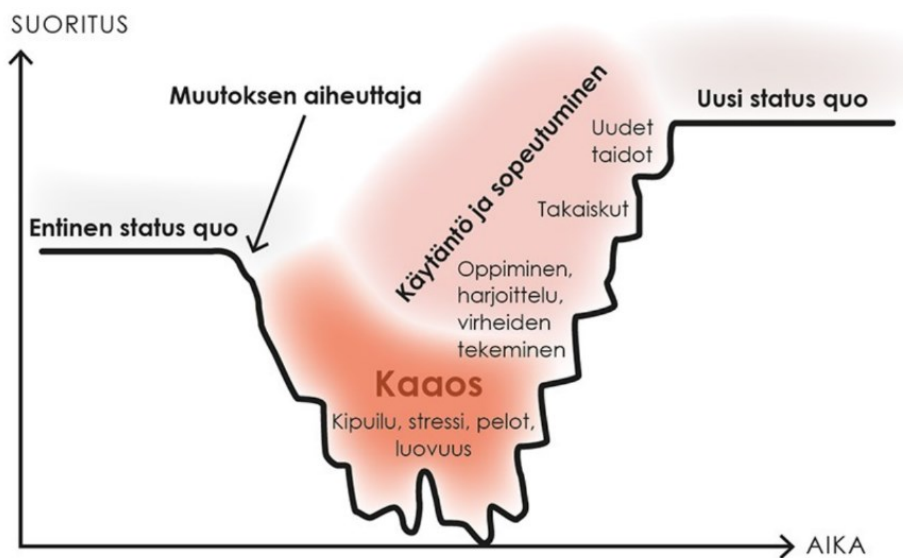 SUORITUS
Muutoksen aiheuttaja
Entinen status quo
Kaaos
Kipuilu, stressi, pelot,
luovuus
Käytäntö ja sopeutuminen
Oppiminen,
harjoittelu,
virheiden
tekeminen
Takaiskut
Uudet
taidot
Uusi status quo
AIKA